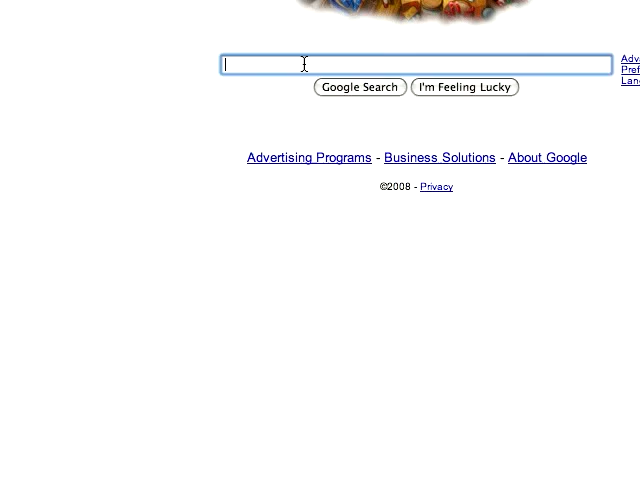 Adv
Pref
Lan
Google Search I'm Feeling Lucky
Advertising Programs - Business Solutions - About Google
©2008 - Privacy